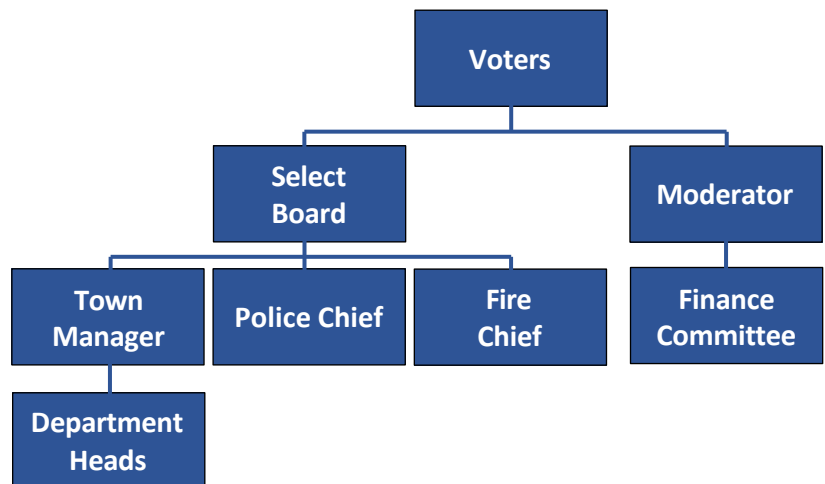 Voters
Select
Board
Moderator
Town
Manager
Police Chief
Fire
Chief
Finance
Committee
Department
Heads